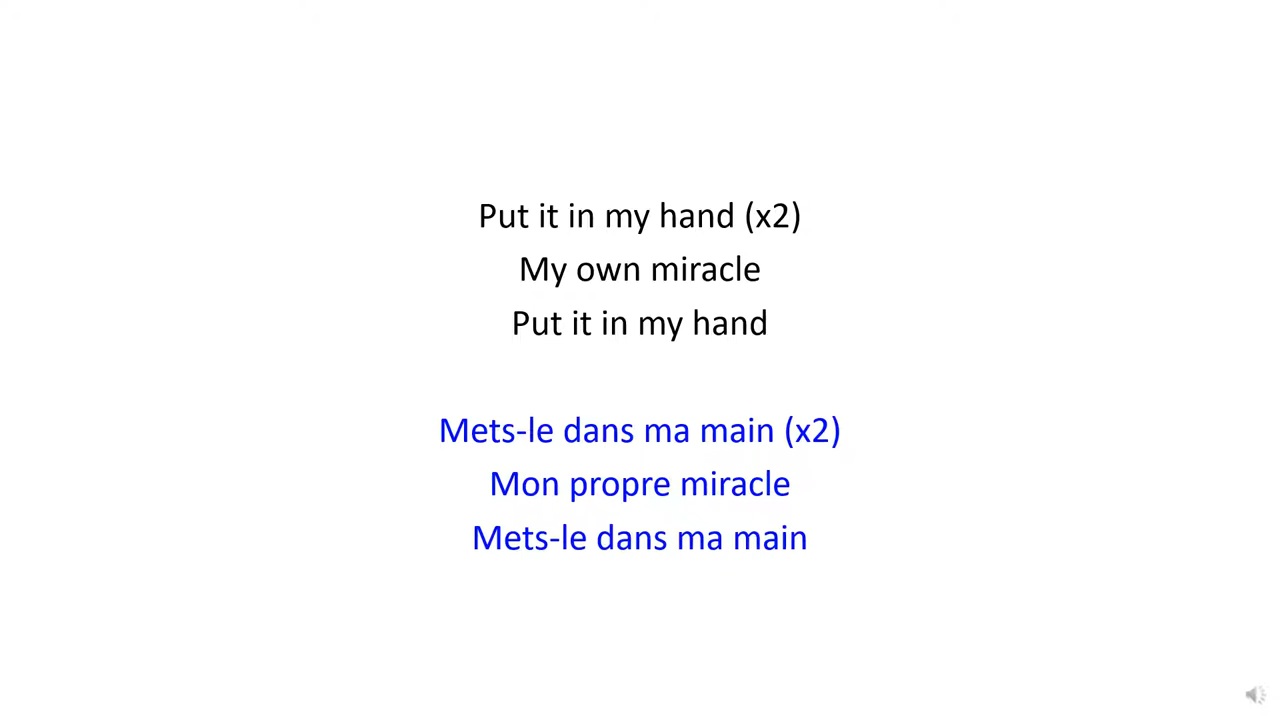 Put it in my hand (x2)
My own miracle
Put it in my hand
Mets-le dans ma main (x2)
Mon propre miracle
Mets-le dans ma main